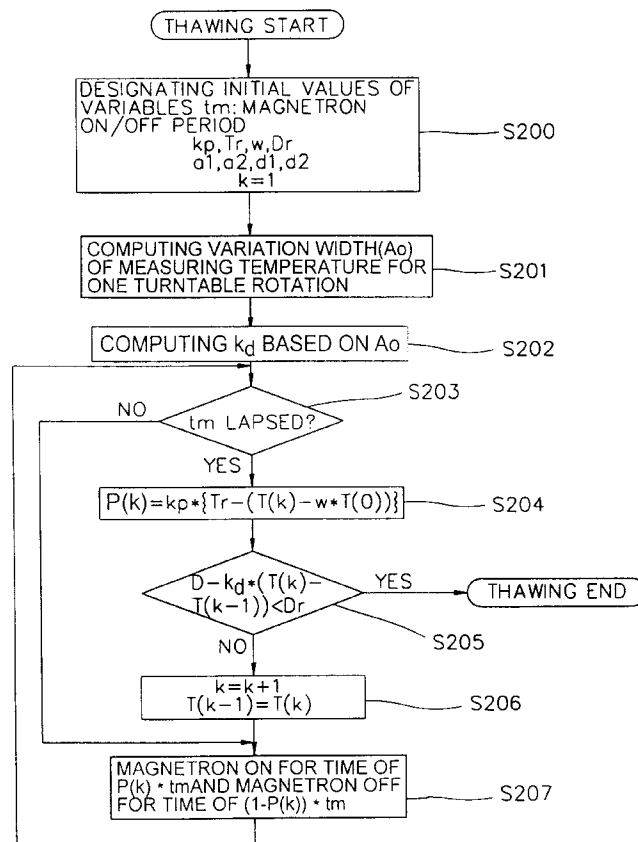 THAWING START
DESIGNATING INITIAL VALUES OF
VARIABLES tm: MAGNETRON
ON/OFF PERIOD
kp,Tr,w,Dr
a1,a2,d1,d2
k=1
S200
COMPUTING VARIATION WIDTH(Ao)
OF MEASURING TEMPERATURE FOR
ONE TURNTABLE ROTATION
S201
COMPUTING kd BASED ON Ao
S202
S203
NO
tm LAPSED?
YES
P(k)=kp*{Tr-(T(k)-w*T(0))}
S204
D-kd*(T(k)-
T(k-1))<Dr
YES
THAWING END
S205
NO
k=k+1
T(k-1)=T(k)
S206
MAGNETRON ON FOR TIME OF
P(k) * tmAND MAGNETRON OFF
FOR TIME OF (1-P(k)) * tm
S207